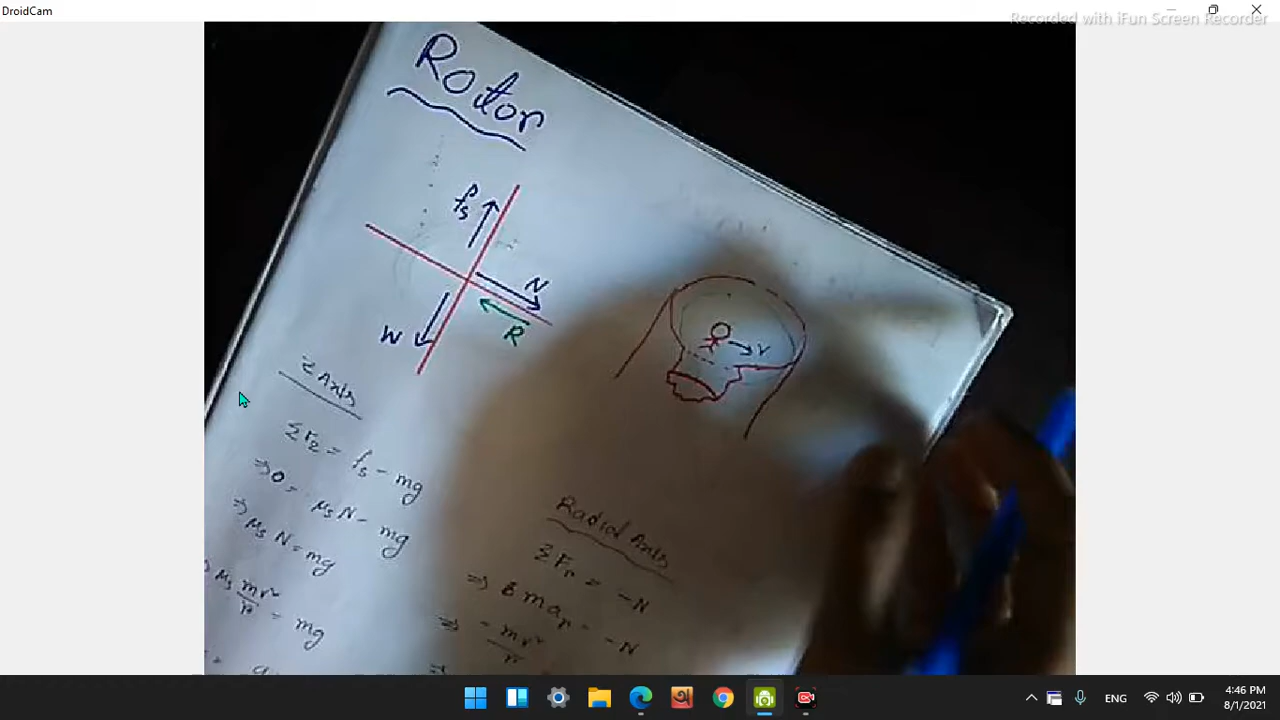 DroidCam
Recorded with iFun Screen Recorder
Rotor
fs
N
R
W
v
Z Axis
ΣFz = fs - mg
⇒ 0 = μs N - mg
⇒ μs N = mg
⇒ μs mv²/r = mg
Radial Axis
ΣFr = -N
⇒ m ar = -N
⇒ - mv²/r =
ENG
4:46 PM
8/1/2021